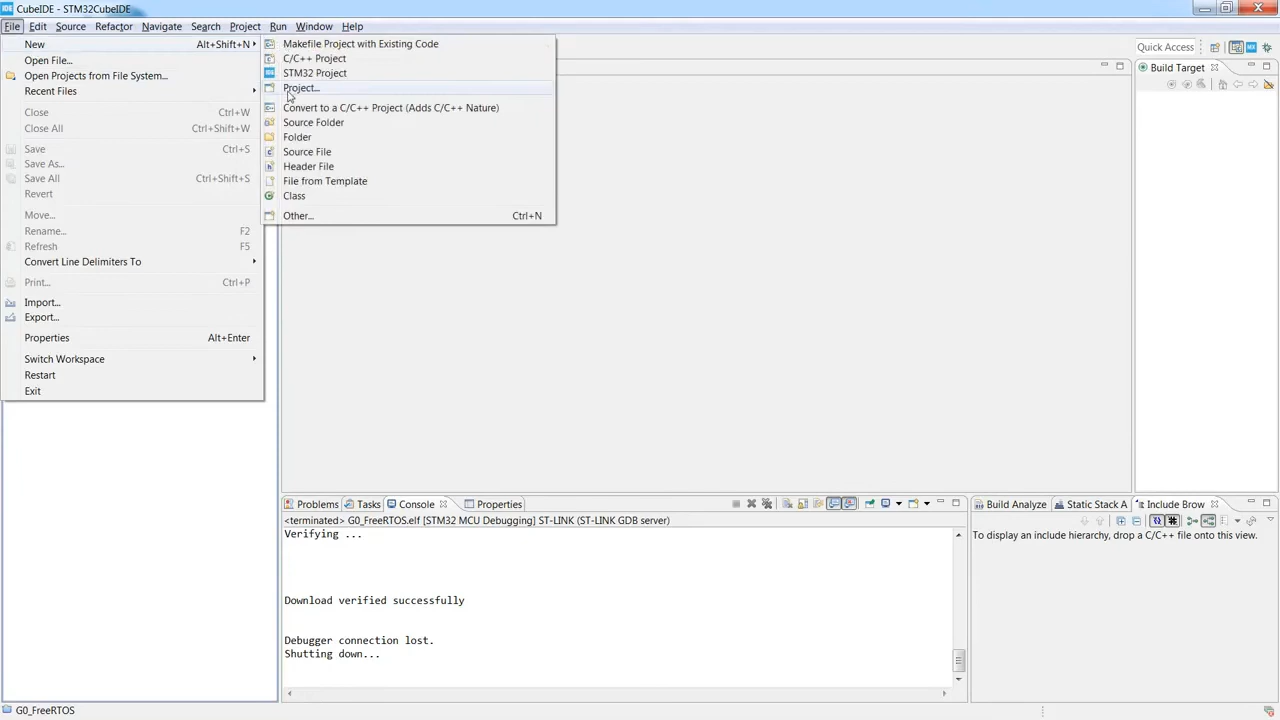 CubeIDE - STM32CubeIDE
File Edit Source Refactor Navigate Search Project Run Window Help
New Alt+Shift+N
Open File...
Open Projects from File System...
Recent Files
Close Ctrl+W
Close All Ctrl+Shift+W
Save Ctrl+S
Save As...
Save All Ctrl+Shift+S
Revert
Move...
Rename... F2
Refresh F5
Convert Line Delimiters To
Print... Ctrl+P
Import...
Export...
Properties Alt+Enter
Switch Workspace
Restart
Exit
Makefile Project with Existing Code
C/C++ Project
STM32 Project
Project...
Convert to a C/C++ Project (Adds C/C++ Nature)
Source Folder
Folder
Source File
Header File
File from Template
Class
Other... Ctrl+N
Quick Access
Build Target
Problems Tasks Console Properties
<terminated> G0_FreeRTOS.elf [STM32 MCU Debugging] ST-LINK (ST-LINK GDB server)
Verifying ...
Download verified successfully
Debugger connection lost.
Shutting down...
Build Analyze Static Stack A Include Brow
To display an include hierarchy, drop a C/C++ file onto this view.
G0_FreeRTOS